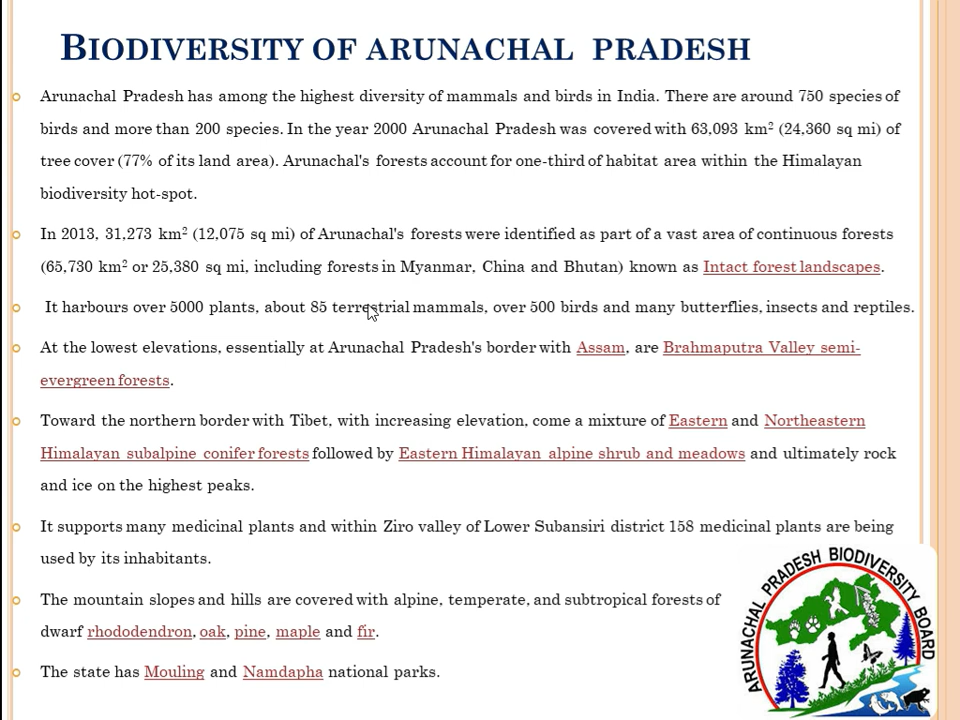 BIODIVERSITY OF ARUNACHAL PRADESH
Arunachal Pradesh has among the highest diversity of mammals and birds in India. There are around 750 species of
birds and more than 200 species. In the year 2000 Arunachal Pradesh was covered with 63,093 km² (24,360 sq mi) of
tree cover (77% of its land area). Arunachal's forests account for one-third of habitat area within the Himalayan
biodiversity hot-spot.
In 2013, 31,273 km² (12,075 sq mi) of Arunachal's forests were identified as part of a vast area of continuous forests
(65,730 km² or 25,380 sq mi, including forests in Myanmar, China and Bhutan) known as Intact forest landscapes.
It harbours over 5000 plants, about 85 terrestrial mammals, over 500 birds and many butterflies, insects and reptiles.
At the lowest elevations, essentially at Arunachal Pradesh's border with Assam, are Brahmaputra Valley semi-
evergreen forests.
Toward the northern border with Tibet, with increasing elevation, come a mixture of Eastern and Northeastern
Himalayan subalpine conifer forests followed by Eastern Himalayan alpine shrub and meadows and ultimately rock
and ice on the highest peaks.
It supports many medicinal plants and within Ziro valley of Lower Subansiri district 158 medicinal plants are being
used by its inhabitants.
The mountain slopes and hills are covered with alpine, temperate, and subtropical forests of
dwarf rhododendron, oak, pine, maple and fir.
The state has Mouling and Namdapha national parks.
ARUNACHAL PRADESH BIODIVERSITY BOARD